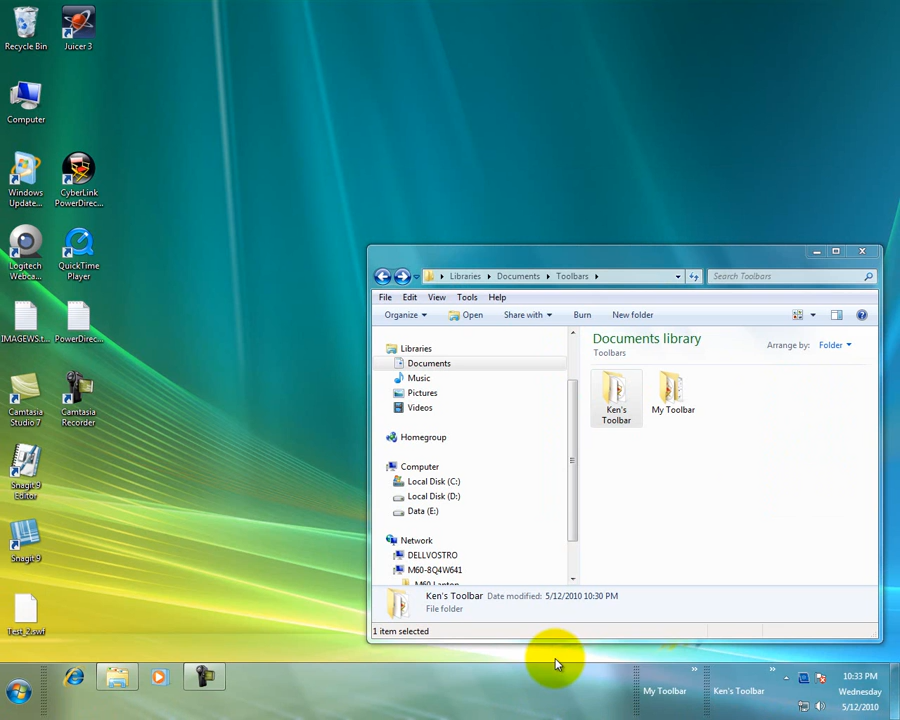 Recycle Bin
Juicer 3
Computer
Windows
Update...
CyberLink
PowerDirec...
Logitech
Webca...
QuickTime
Player
IMAGEWS.t...
PowerDirec...
Camtasia
Studio 7
Camtasia
Recorder
Snagit 9
Editor
Snagit 9
Test_2.swf
Libraries
Documents
Toolbars
Search Toolbars
File Edit View Tools Help
Organize Open Share with Burn New folder
Libraries
Documents
Music
Pictures
Videos
Homegroup
Computer
Local Disk (C:)
Local Disk (D:)
Data (E:)
Network
DELLVOSTRO
M60-8Q4W641
M60 Laptop
Documents library
Toolbars
Arrange by: Folder
Ken's
Toolbar
My Toolbar
Ken's Toolbar Date modified: 5/12/2010 10:30 PM
File folder
1 item selected
My Toolbar
Ken's Toolbar
10:33 PM
Wednesday
5/12/2010